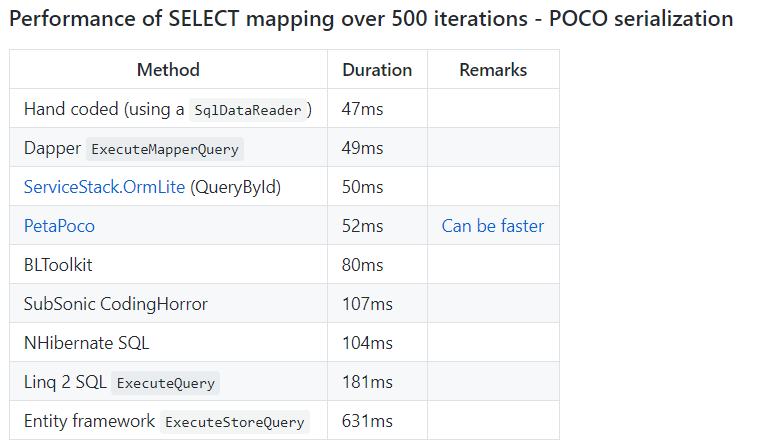 Performance of SELECT mapping over 500 iterations - POCO serialization
Method Duration Remarks
Hand coded (using a SqlDataReader) 47ms
Dapper ExecuteMapperQuery 49ms
ServiceStack.OrmLite (QueryById) 50ms
PetaPoco 52ms Can be faster
BLToolkit 80ms
SubSonic CodingHorror 107ms
NHibernate SQL 104ms
Linq 2 SQL ExecuteQuery 181ms
Entity framework ExecuteStoreQuery 631ms